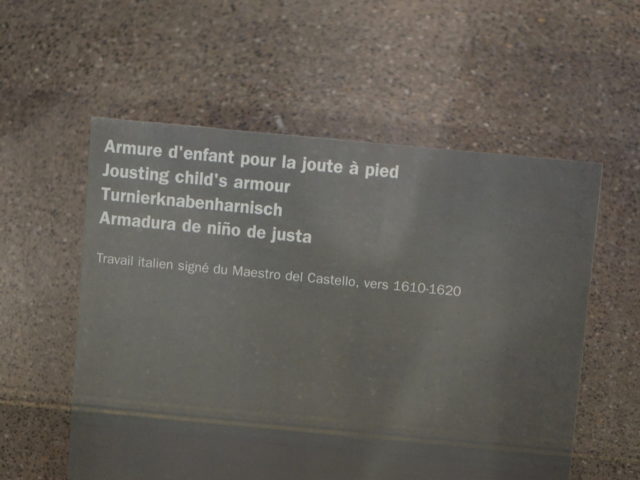 Armure d'enfant pour la joute à pied
Jousting child's armour
Turnierknabenharnisch
Armadura de niño de justa
Travail italien signé du Maestro del Castello, vers 1610-1620